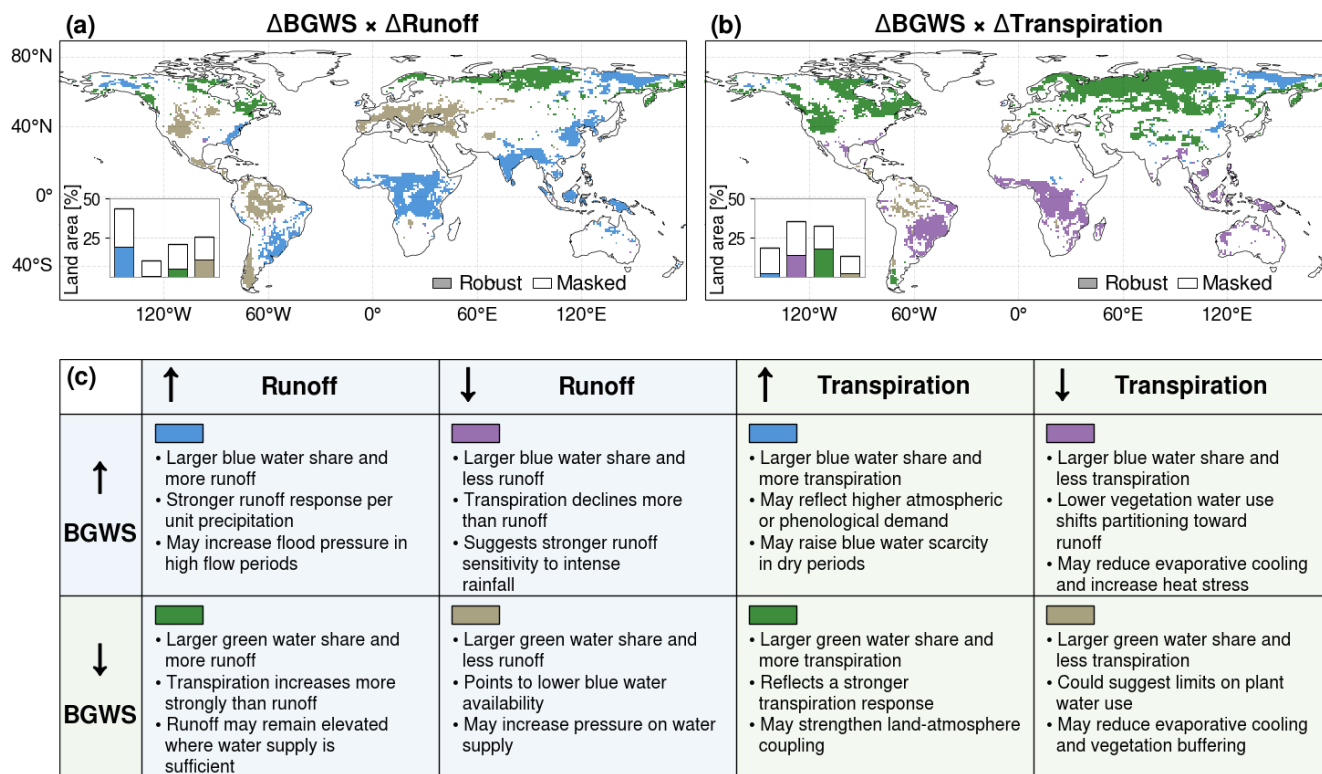 (a) ΔBGWS × ΔRunoff
(b) ΔBGWS × ΔTranspiration
80°N
40°N
0°
40°S
Land area [%]
50
25
Robust
Masked
120°W
60°W
0°
60°E
120°E
Land area [%]
50
25
Robust
Masked
120°W
60°W
0°
60°E
120°E
(c)
↑ Runoff
↓ Runoff
↑ Transpiration
↓ Transpiration
↑
BGWS
• Larger blue water share and
more runoff
• Stronger runoff response per
unit precipitation
• May increase flood pressure in
high flow periods
• Larger blue water share and
less runoff
• Transpiration declines more
than runoff
• Suggests stronger runoff
sensitivity to intense
rainfall
• Larger blue water share and
more transpiration
• May reflect higher atmospheric
or phenological demand
• May raise blue water scarcity
in dry periods
• Larger blue water share and
less transpiration
• Lower vegetation water use
shifts partitioning toward
runoff
• May reduce evaporative cooling
and increase heat stress
↓
BGWS
• Larger green water share and
more runoff
• Transpiration increases more
strongly than runoff
• Runoff may remain elevated
where water supply is
sufficient
• Larger green water share and
less runoff
• Points to lower blue water
availability
• May increase pressure on water
supply
• Larger green water share and
more transpiration
• Reflects a stronger
transpiration response
• May strengthen land-atmosphere
coupling
• Larger green water share and
less transpiration
• Could suggest limits on plant
water use
• May reduce evaporative cooling
and vegetation buffering